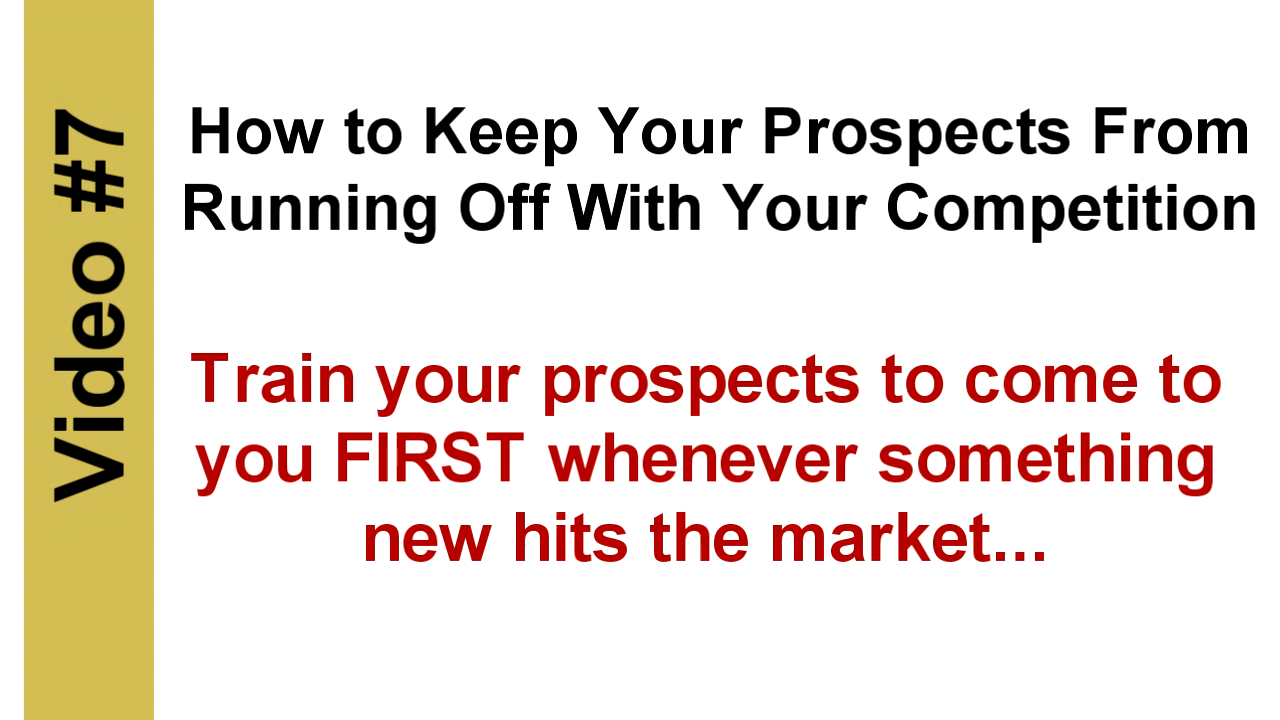 Video #7
How to Keep Your Prospects From
Running Off With Your Competition
Train your prospects to come to
you FIRST whenever something
new hits the market...